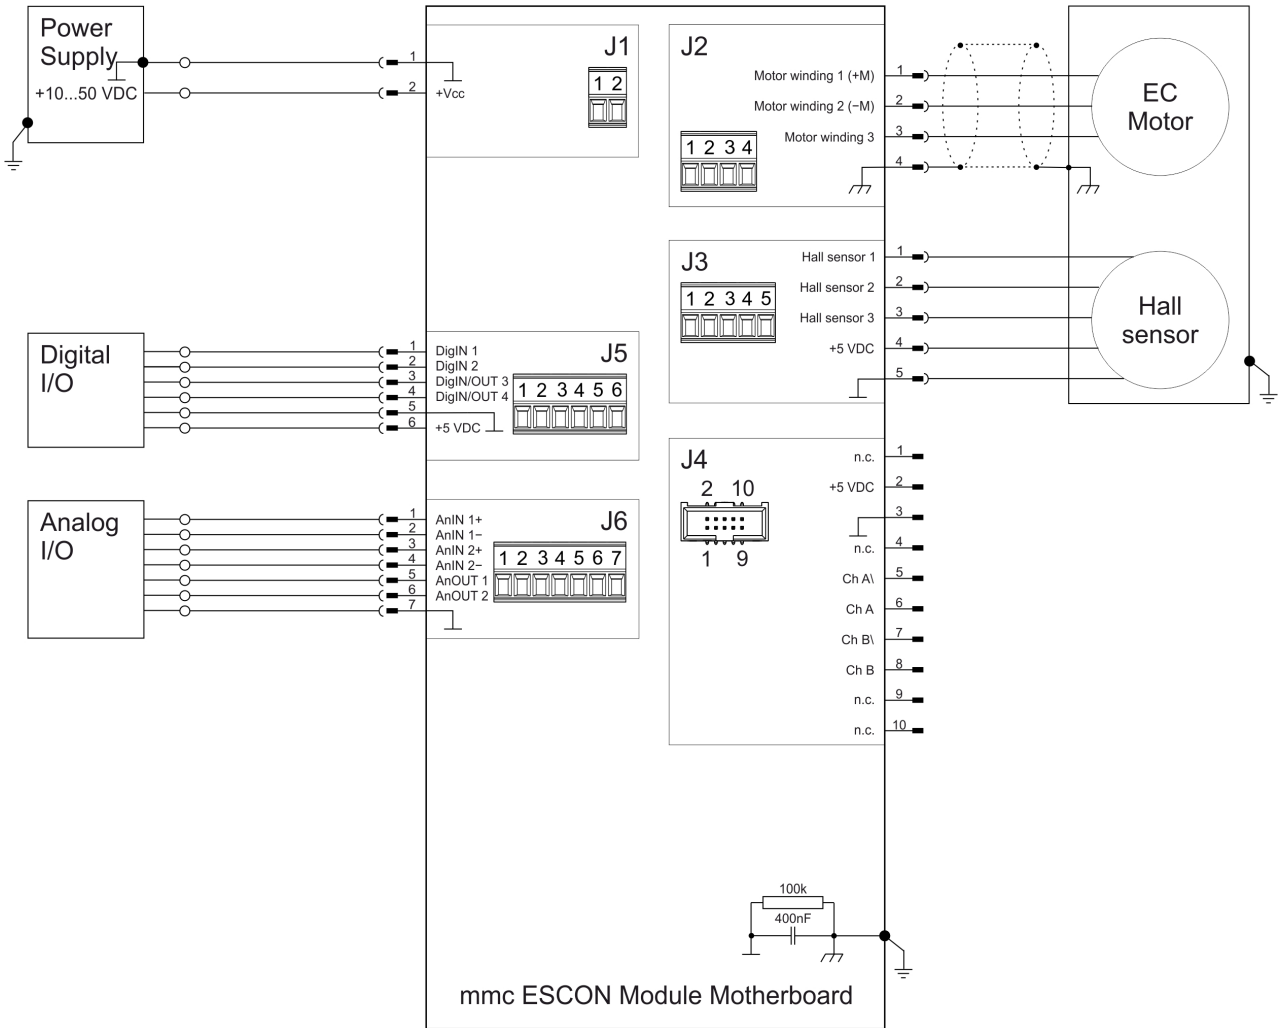 Power
Supply
+10...50 VDC
1
2
+Vcc
J1
1 2
J2
Motor winding 1 (+M)
Motor winding 2 (−M)
Motor winding 3
1 2 3 4
1
2
3
4
EC
Motor
J3
Hall sensor 1
Hall sensor 2
Hall sensor 3
+5 VDC
1 2 3 4 5
1
2
3
4
5
Hall
sensor
Digital
I/O
1
2
3
4
5
6
DigIN 1
DigIN 2
DigIN/OUT 3
DigIN/OUT 4
+5 VDC
J5
1 2 3 4 5 6
J4
2 10
1 9
n.c.
+5 VDC
n.c.
Ch A\
Ch A
Ch B\
Ch B
n.c.
n.c.
1
2
3
4
5
6
7
8
9
10
Analog
I/O
1
2
3
4
5
6
7
AnIN 1+
AnIN 1−
AnIN 2+
AnIN 2−
AnOUT 1
AnOUT 2
J6
1 2 3 4 5 6 7
100k
400nF
mmc ESCON Module Motherboard